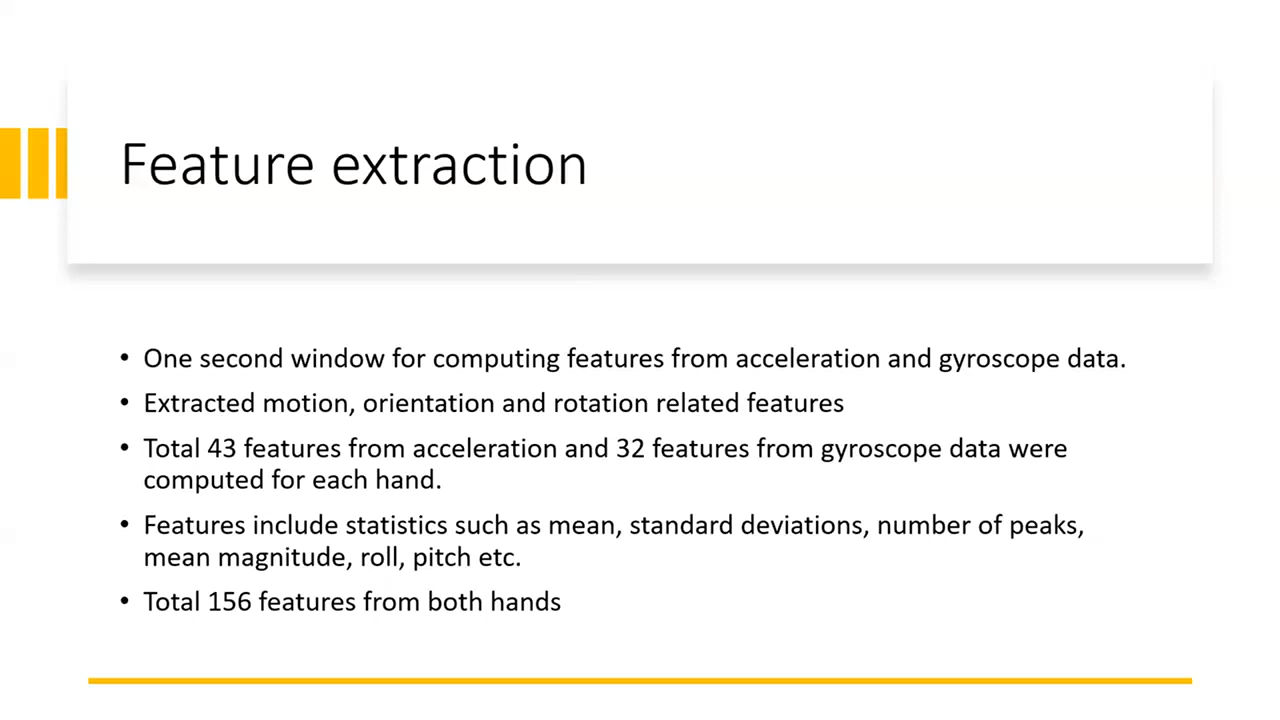 Feature extraction
• One second window for computing features from acceleration and gyroscope data.
• Extracted motion, orientation and rotation related features
• Total 43 features from acceleration and 32 features from gyroscope data were
computed for each hand.
• Features include statistics such as mean, standard deviations, number of peaks,
mean magnitude, roll, pitch etc.
• Total 156 features from both hands